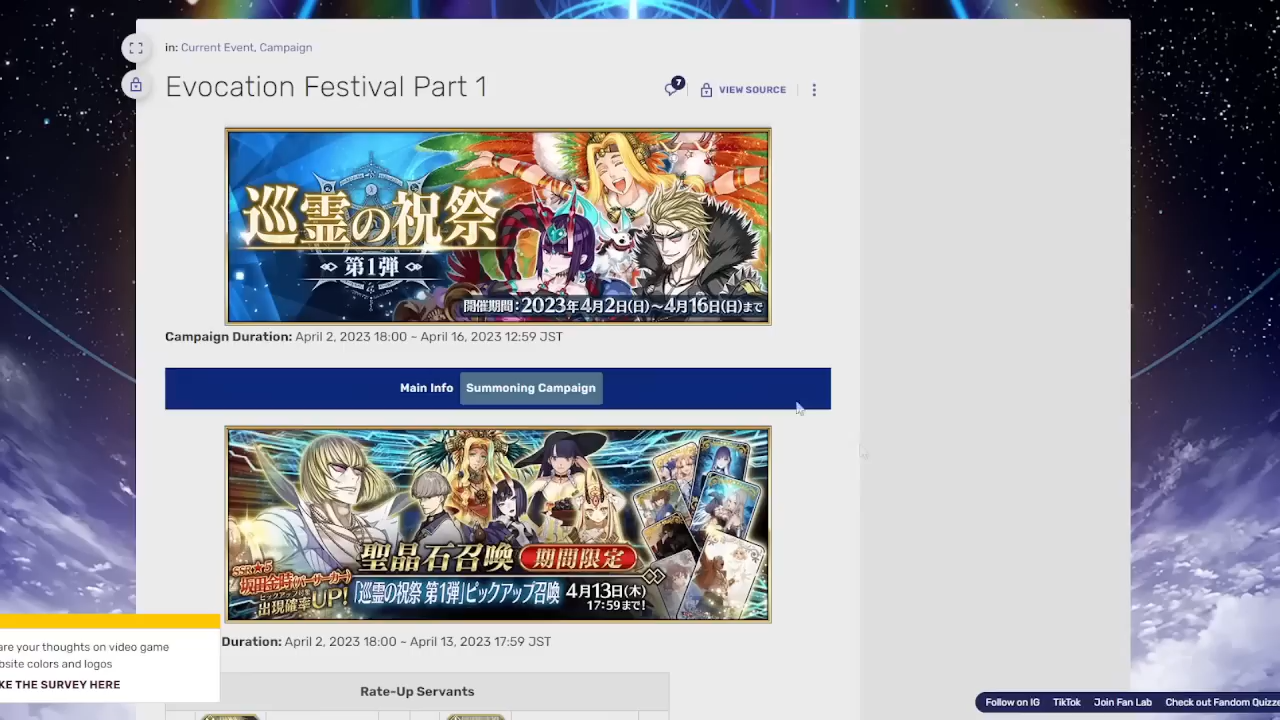 in: Current Event, Campaign
Evocation Festival Part 1
7
VIEW SOURCE
巡霊の祝祭
第1弾
開催期間:2023年4月2日(日)~4月16日(日)まで
Campaign Duration: April 2, 2023 18:00 ~ April 16, 2023 12:59 JST
Main Info
Summoning Campaign
聖晶石召喚 期間限定
SSR★5
坂田金時(バーサーカー)
出現確率UP!
「巡霊の祝祭 第1弾」ピックアップ召喚
4月13日(木)
17:59まで!
Duration: April 2, 2023 18:00 ~ April 13, 2023 17:59 JST
are your thoughts on video game
bsite colors and logos
KE THE SURVEY HERE
Rate-Up Servants
Follow on IG
TikTok
Join Fan Lab
Check out Fandom Quizze